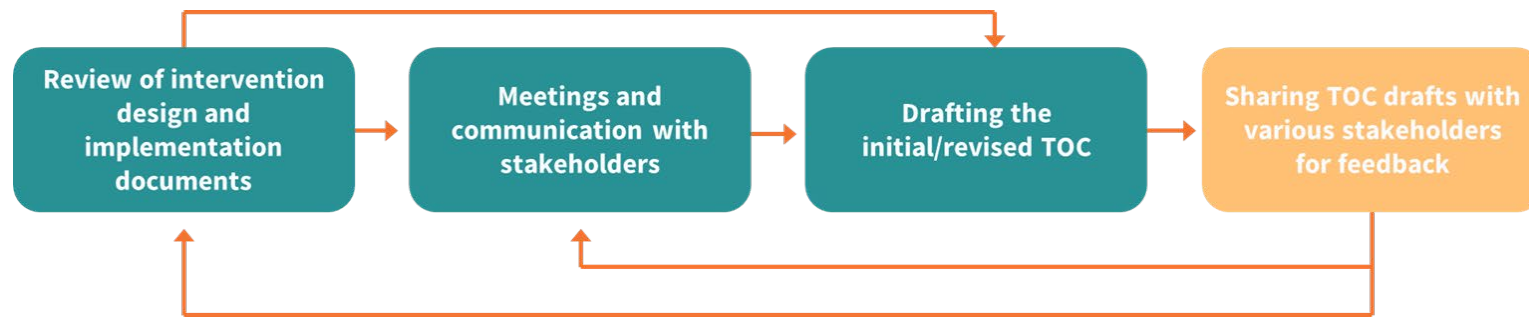 Review of intervention
design and
implementation
documents
Meetings and
communication with
stakeholders
Drafting the
initial/revised TOC
Sharing TOC drafts with
various stakeholders
for feedback